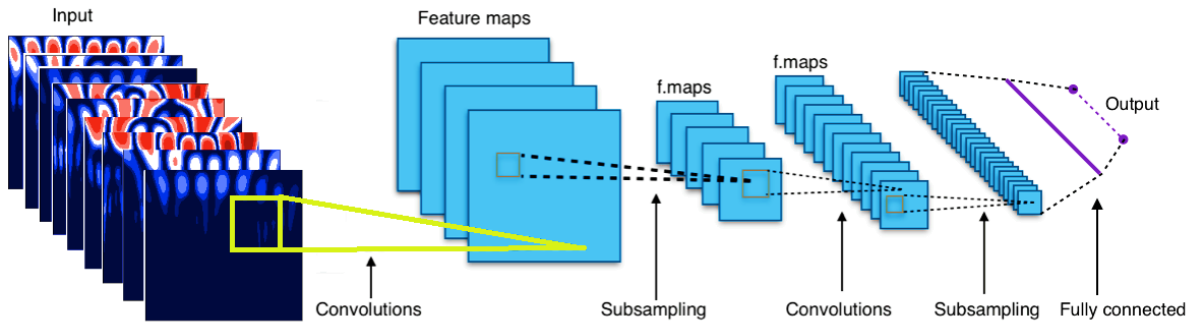 Input
Feature maps
f.maps
f.maps
Output
Convolutions
Subsampling
Convolutions
Subsampling
Fully connected